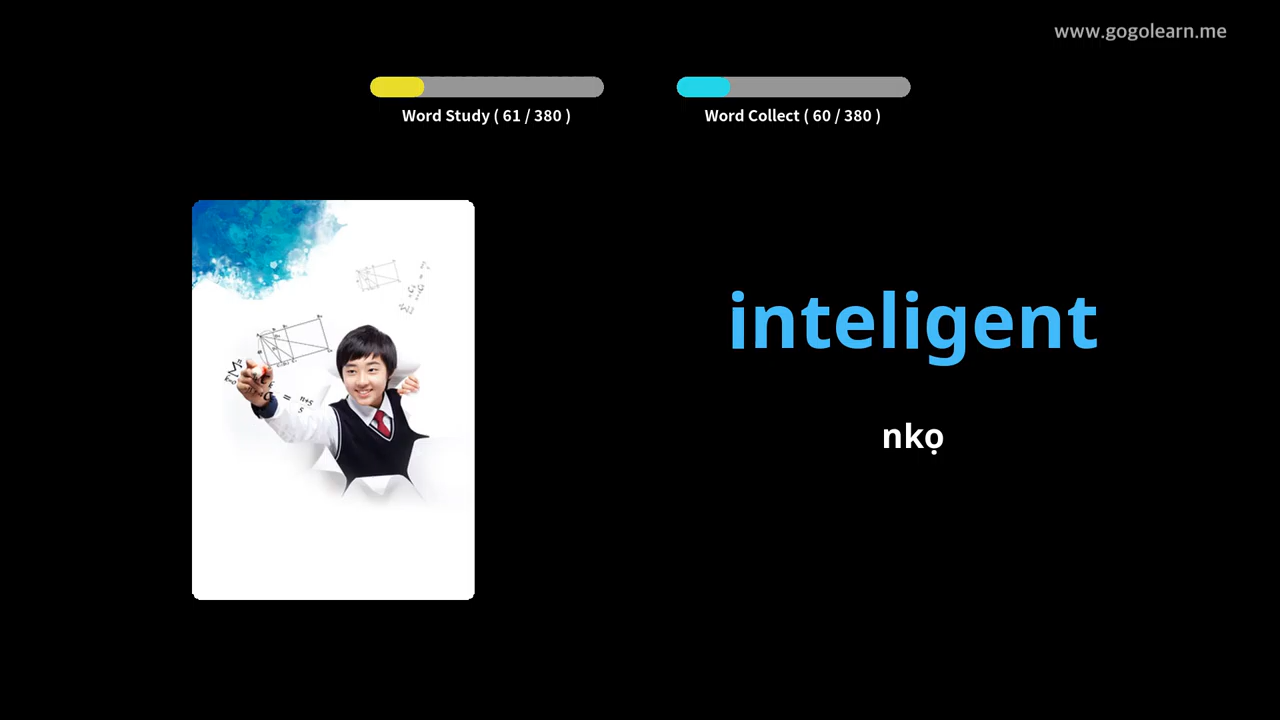 www.gogolearn.me
Word Study ( 61 / 380 )
Word Collect ( 60 / 380 )
inteligent
nkọ